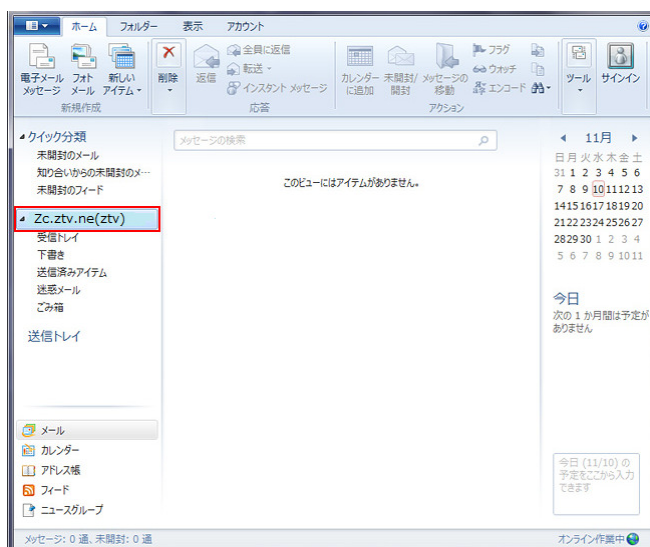 ホーム フォルダー 表示 アカウント
電子メール メッセージ
フォト メール
新しい アイテム
新規作成
削除
返信
全員に返信
転送
インスタント メッセージ
応答
カレンダー に追加
未開封/ 開封
メッセージの 移動
フラグ
ウォッチ
エンコード
アクション
ツール
サインイン
クイック分類
未開封のメール
知り合いからの未開封のメ…
未開封のフィード
Zc.ztv.ne(ztv)
受信トレイ
下書き
送信済みアイテム
迷惑メール
ごみ箱
送信トレイ
メール
カレンダー
アドレス帳
フィード
ニュースグループ
メッセージの検索
このビューにはアイテムがありません。
11月
日 月 火 水 木 金 土
31 1 2 3 4 5 6
7 8 9 10 11 12 13
14 15 16 17 18 19 20
21 22 23 24 25 26 27
28 29 30 1 2 3 4
5 6 7 8 9 10 11
今日
次の 1 か月間は予定が
ありません
今日 (11/10) の
予定をここから入力
できます
メッセージ: 0 通、未開封: 0 通
オンライン作業中